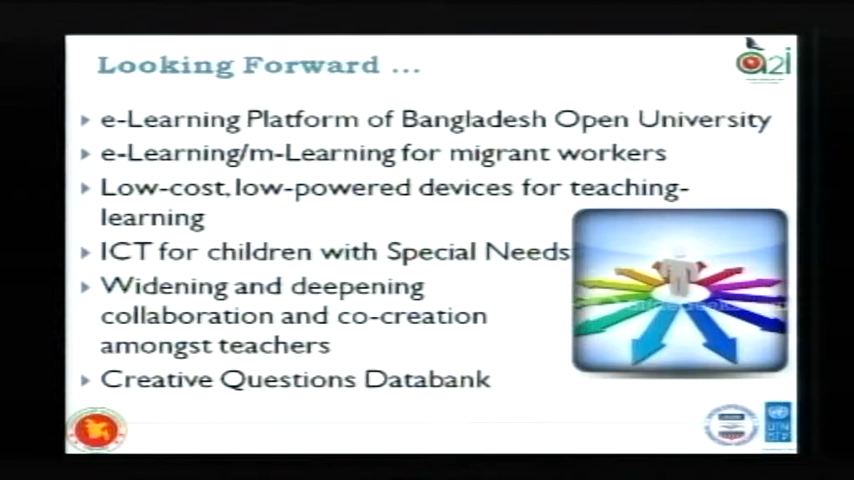 Looking Forward ...
a2i
e-Learning Platform of Bangladesh Open University
e-Learning/m-Learning for migrant workers
Low-cost, low-powered devices for teaching-
learning
ICT for children with Special Needs
Widening and deepening
collaboration and co-creation
amongst teachers
Creative Questions Databank